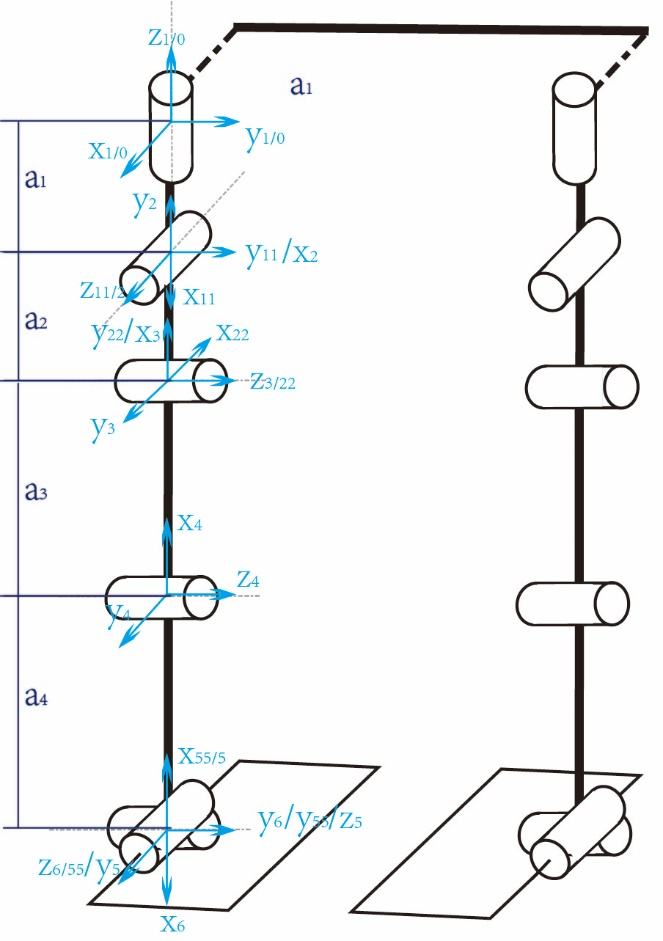 z1/0
a1
y1/0
x1/0
a1
y2
y11/x2
z11/2
x11
a2
y22/x3
x22
z3/22
y3
a3
x4
z4
y4
a4
x55/5
y6/y55/z5
z6/55/y5
x6